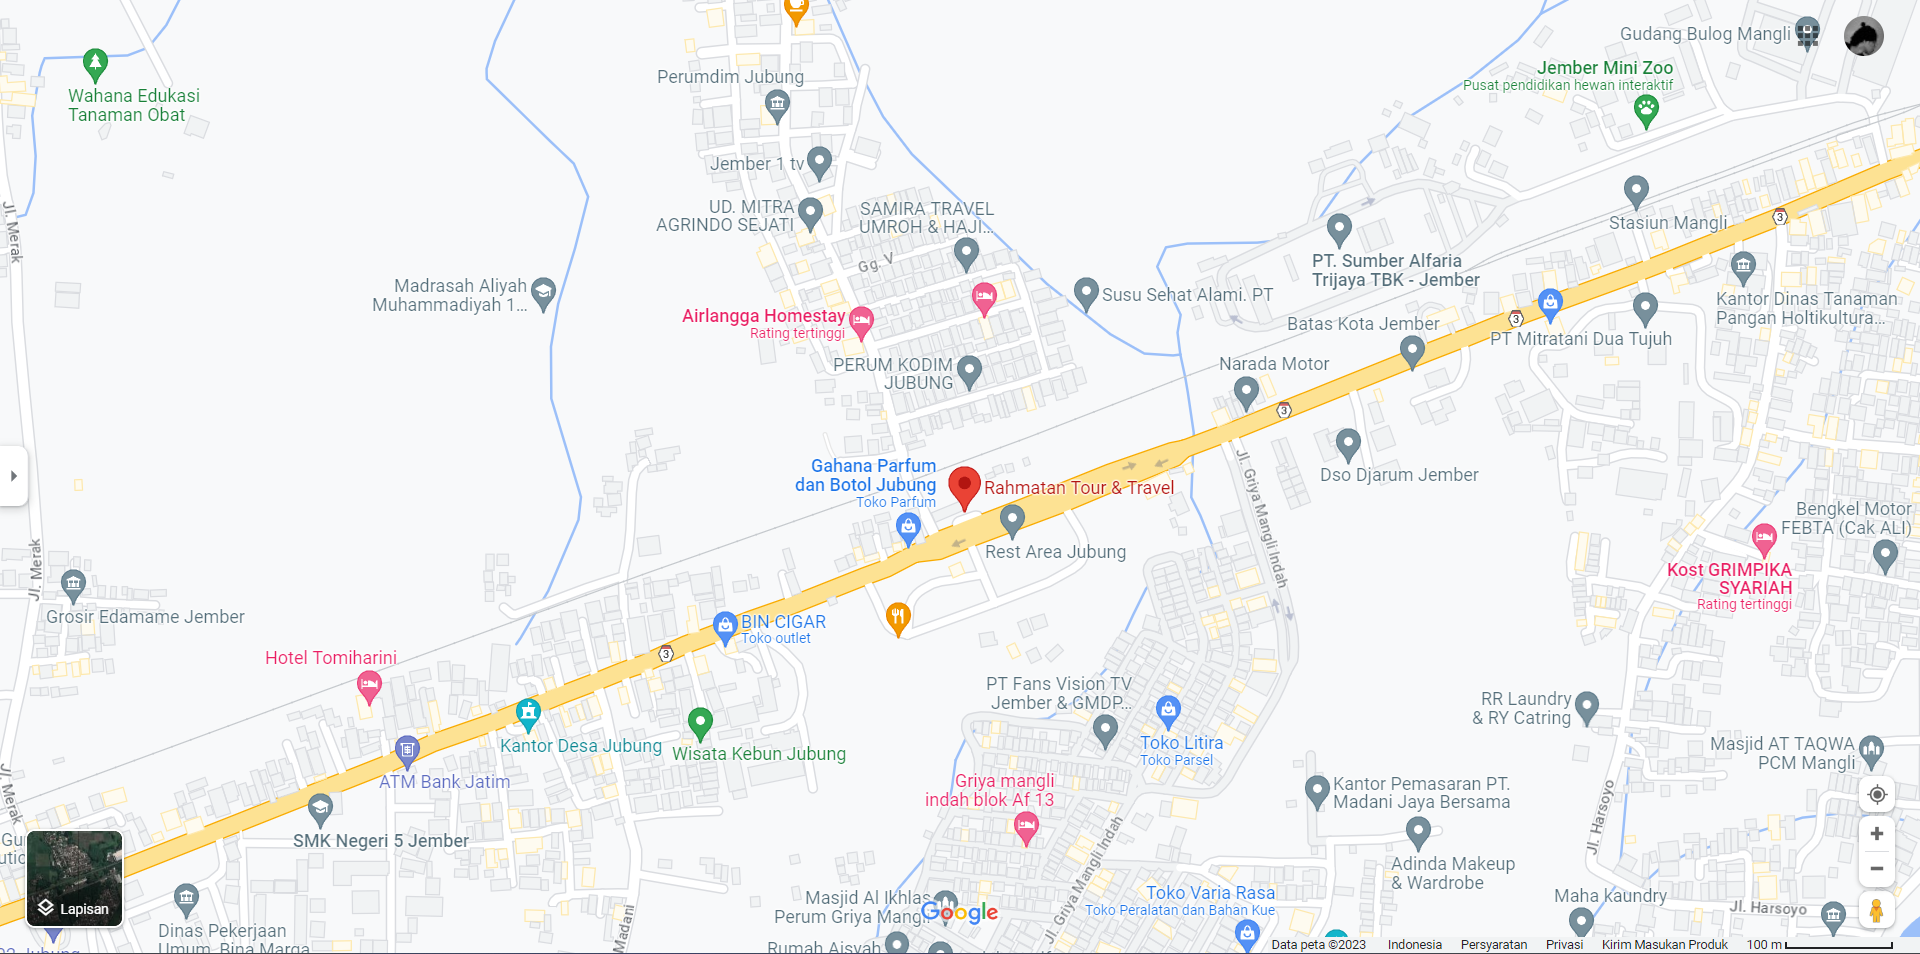 Gudang Bulog Mangli
Jember Mini Zoo
Pusat pendidikan hewan interaktif
Perumdim Jubung
Wahana Edukasi
Tanaman Obat
Jember 1 tv
UD. MITRA
AGRINDO SEJATI
SAMIRA TRAVEL
UMROH & HAJI...
Stasiun Mangli
3
Jl. Merak
Gg. V
PT. Sumber Alfaria
Trijaya TBK - Jember
Madrasah Aliyah
Muhammadiyah 1...
Susu Sehat Alami. PT
Kantor Dinas Tanaman
Pangan Holtikultura...
Airlangga Homestay
Rating tertinggi
Batas Kota Jember
3
PT Mitratani Dua Tujuh
PERUM KODIM
JUBUNG
Narada Motor
3
Gahana Parfum
dan Botol Jubung
Toko Parfum
Rahmatan Tour & Travel
Dso Djarum Jember
Jl. Griya Mangli Indah
Bengkel Motor
FEBTA (Cak ALI)
Rest Area Jubung
Jl. Merak
Kost GRIMPIKA
SYARIAH
Rating tertinggi
Grosir Edamame Jember
BIN CIGAR
Toko outlet
3
Hotel Tomiharini
PT Fans Vision TV
Jember & GMDP...
RR Laundry
& RY Catring
Kantor Desa Jubung
Wisata Kebun Jubung
Toko Litira
Toko Parsel
Masjid AT TAQWA
PCM Mangli
ATM Bank Jatim
Jl. Merak
Griya mangli
indah blok Af 13
Kantor Pemasaran PT.
Madani Jaya Bersama
Jl. Harsoyo
SMK Negeri 5 Jember
Jl. Griya Mangli Indah
Adinda Makeup
& Wardrobe
Lapisan
Masjid Al Ikhlas
Perum Griya Mangli
Google
Toko Varia Rasa
Toko Peralatan dan Bahan Kue
Maha kaundry
Jl. Harsoyo
Dinas Pekerjaan
Umum, Bina Marga
Madani
Rumah Aisyah
Data peta ©2023
Indonesia
Persyaratan
Privasi
Kirim Masukan Produk
100 m